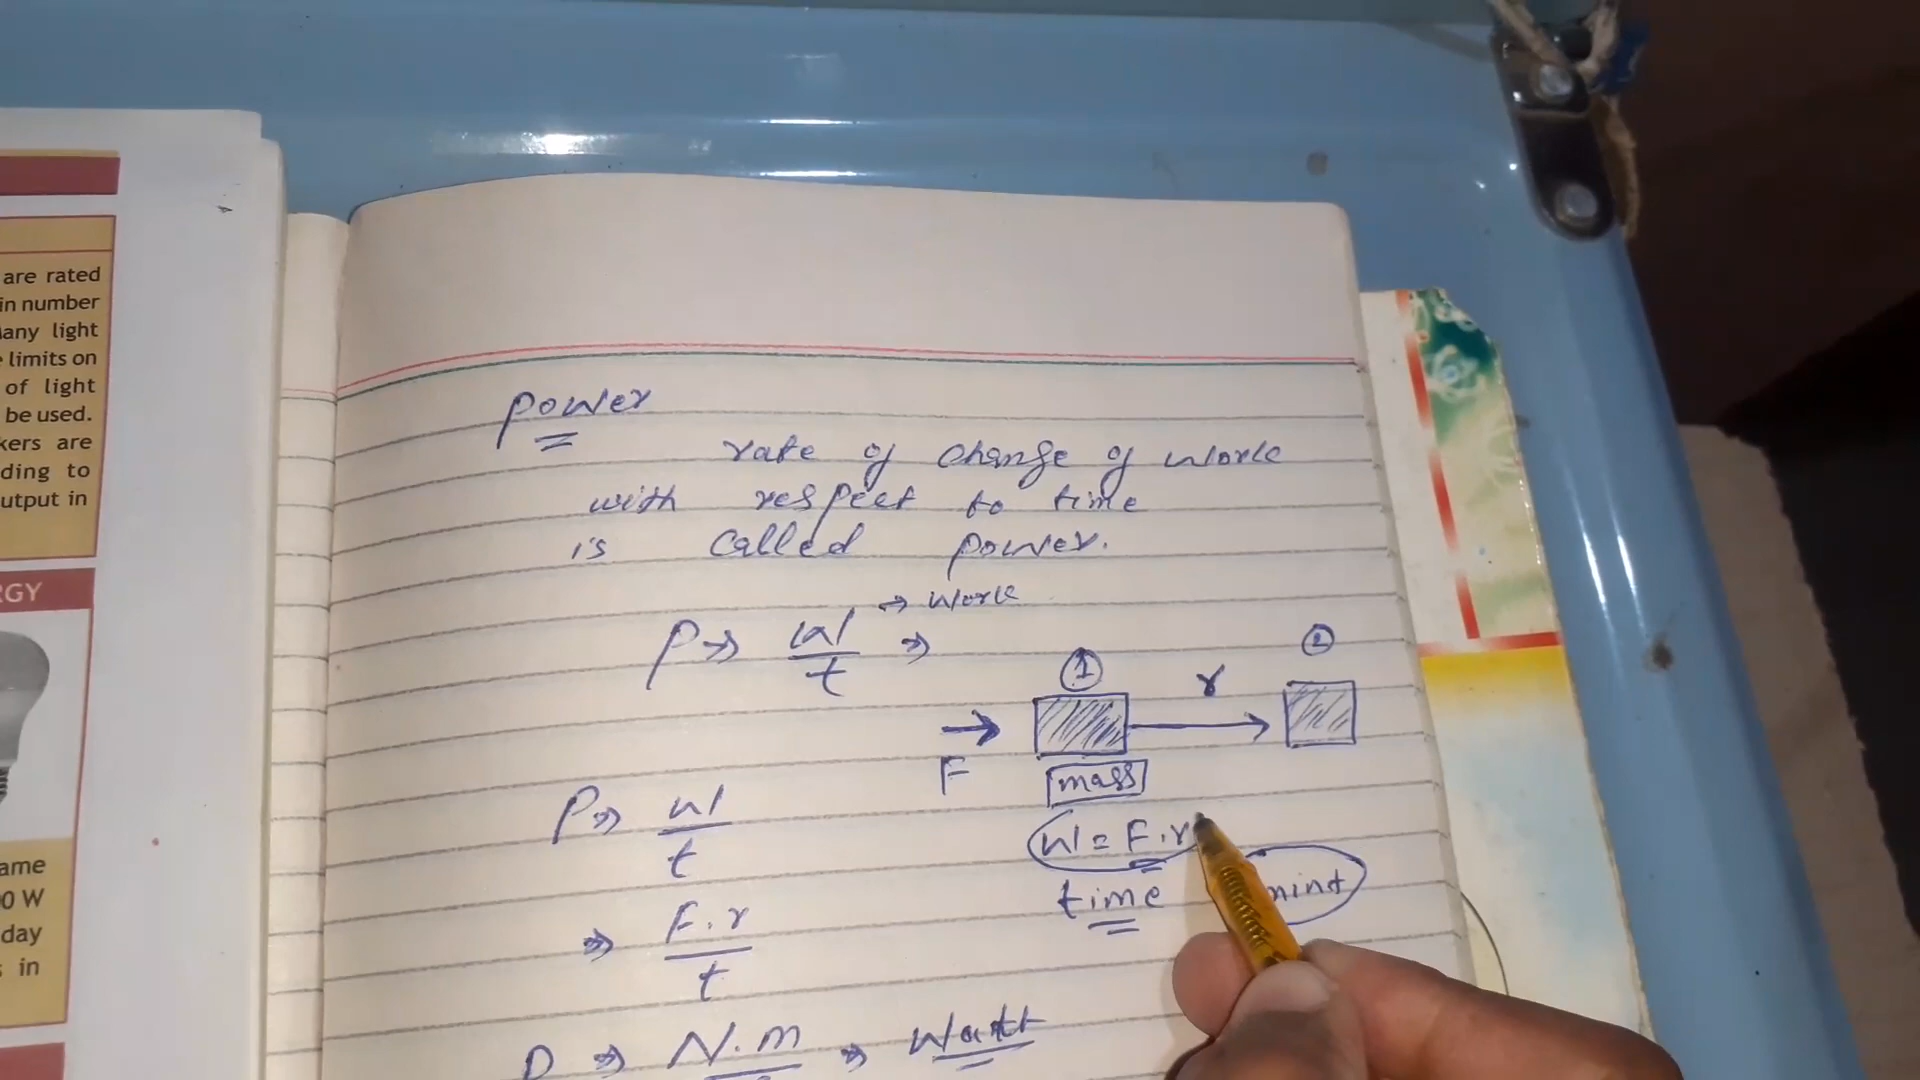 are rated
in number
any light
limits on
of light
be used.
kers are
ding to
utput in
RGY
ame
0 W
day
s in
power
rate of change of work
with respect to time
is called power.
P → W/t → → work
① r ②
F
mass
P → W/t
W = F.r
time mint
→ F.r/t
P → N.m → Watt